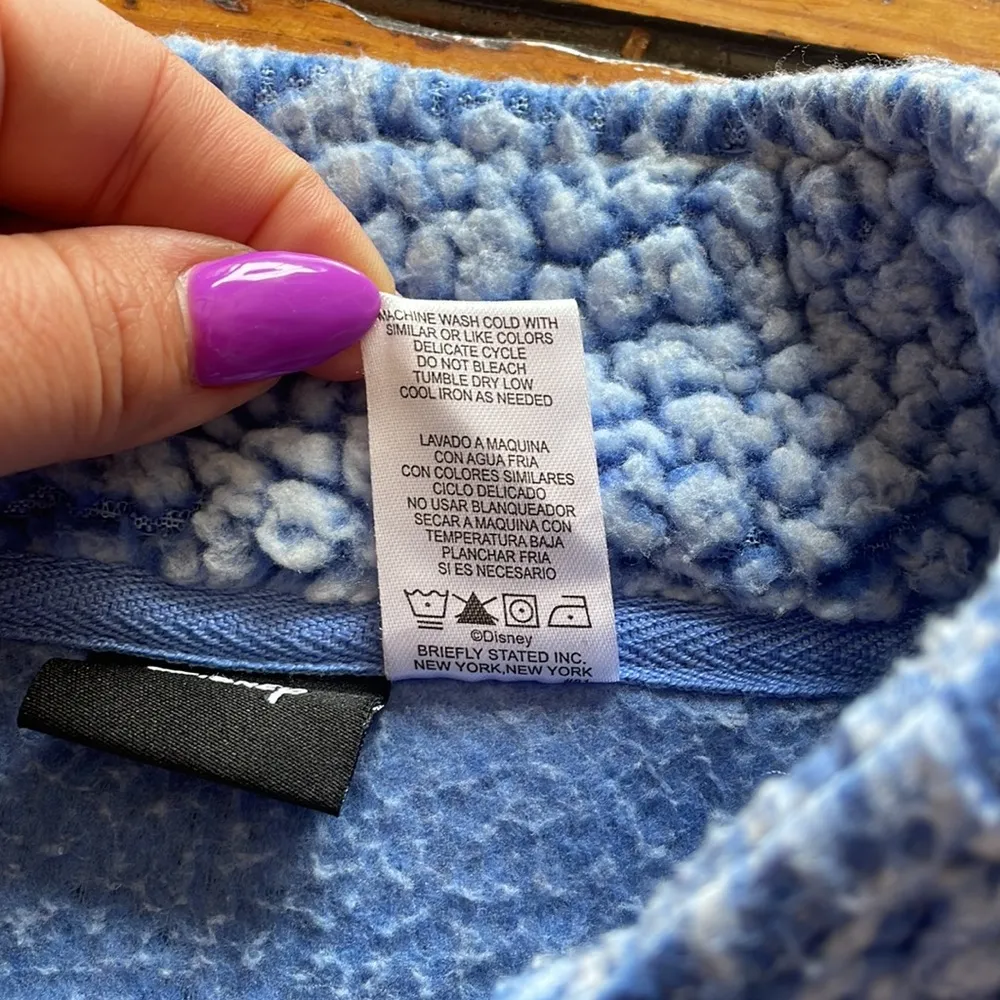 MACHINE WASH COLD WITH
SIMILAR OR LIKE COLORS
DELICATE CYCLE
DO NOT BLEACH
TUMBLE DRY LOW
COOL IRON AS NEEDED
LAVADO A MAQUINA
CON AGUA FRIA
CON COLORES SIMILARES
CICLO DELICADO
NO USAR BLANQUEADOR
SECAR A MAQUINA CON
TEMPERATURA BAJA
PLANCHAR FRIA
SI ES NECESARIO
©Disney
BRIEFLY STATED INC.
NEW YORK,NEW YORK